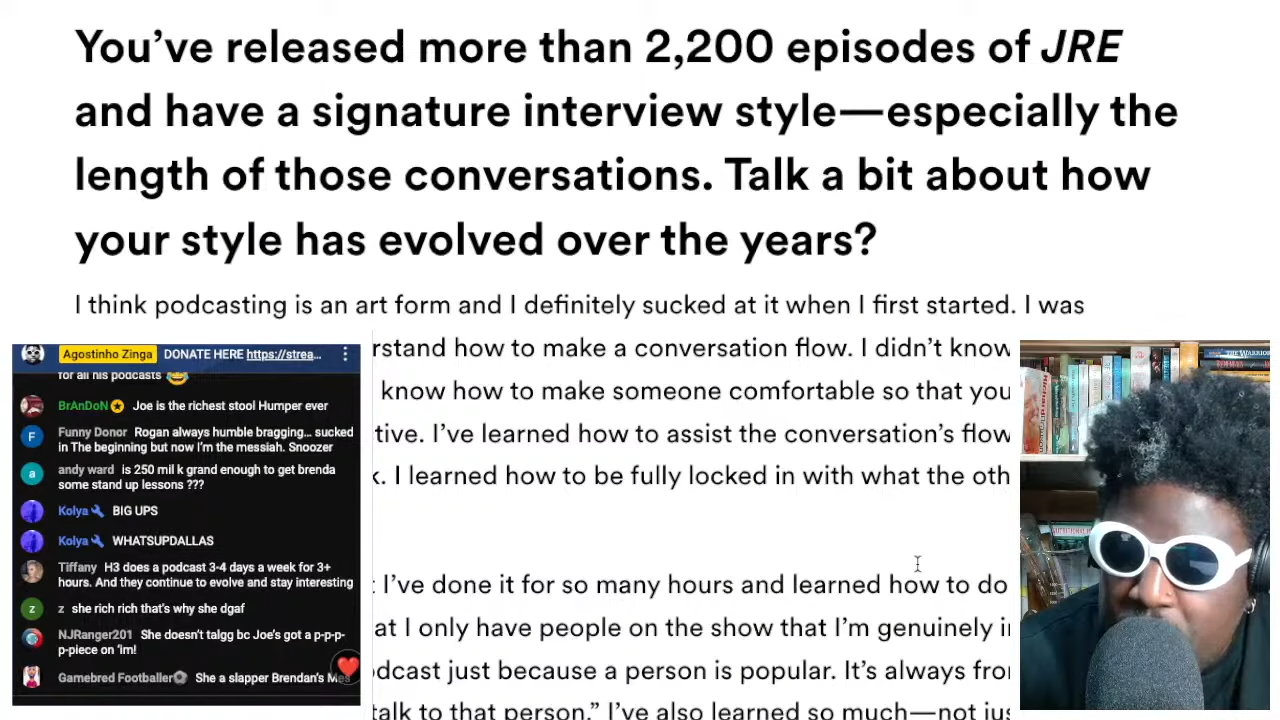 You’ve released more than 2,200 episodes of JRE
and have a signature interview style—especially the
length of those conversations. Talk a bit about how
your style has evolved over the years?
I think podcasting is an art form and I definitely sucked at it when I first started. I was
rstand how to make a conversation flow. I didn’t know
know how to make someone comfortable so that you
tive. I’ve learned how to assist the conversation’s flow
I learned how to be fully locked in with what the oth
I’ve done it for so many hours and learned how to do
at I only have people on the show that I’m genuinely i
odcast just because a person is popular. It’s always fro
talk to that person.” I’ve also learned so much—not jus
Agostinho Zinga DONATE HERE https://strea...
for all his podcasts
BrAnDoN Joe is the richest stool Humper ever
Funny Donor Rogan always humble bragging... sucked
in The beginning but now I'm the messiah. Snoozer
andy ward is 250 mil k grand enough to get brenda
some stand up lessons ???
Kolya BIG UPS
Kolya WHATSUPDALLAS
Tiffany H3 does a podcast 3-4 days a week for 3+
hours. And they continue to evolve and stay interesting
z she rich rich that's why she dgaf
NJRanger201 She doesn't talgg bc Joe's got a p-p-p-
p-piece on 'im!
Gamebred Footballer She a slapper Brendan's